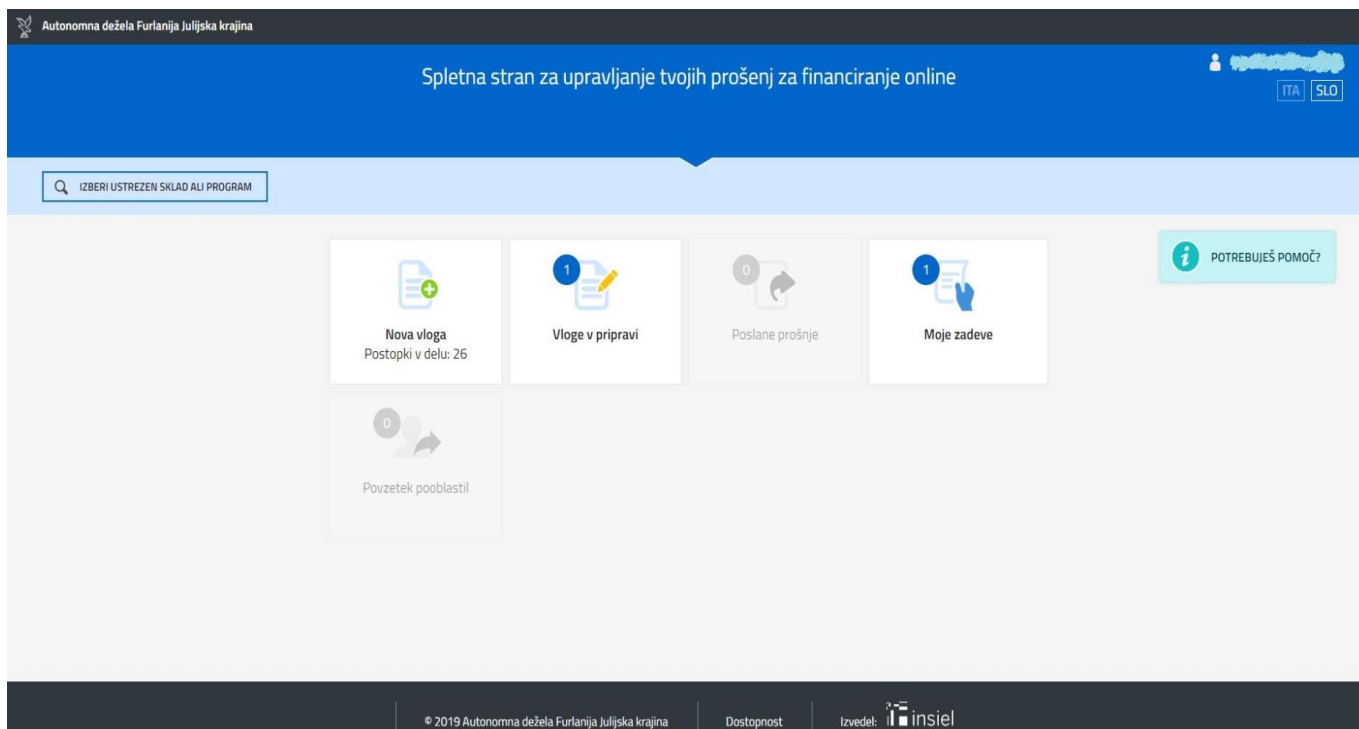 Autonomna dežela Furlanija Julijska krajina
Spletna stran za upravljanje tvojih prošenj za financiranje online
ITA SLO
IZBERI USTREZEN SKLAD ALI PROGRAM
POTREBUJEŠ POMOČ?
1
0
1
Nova vloga
Postopki v delu: 26
Vloge v pripravi
Poslane prošnje
Moje zadeve
0
Povzetek pooblastil
© 2019 Autonomna dežela Furlanija Julijska krajina
Dostopnost
Izvedel: insiel